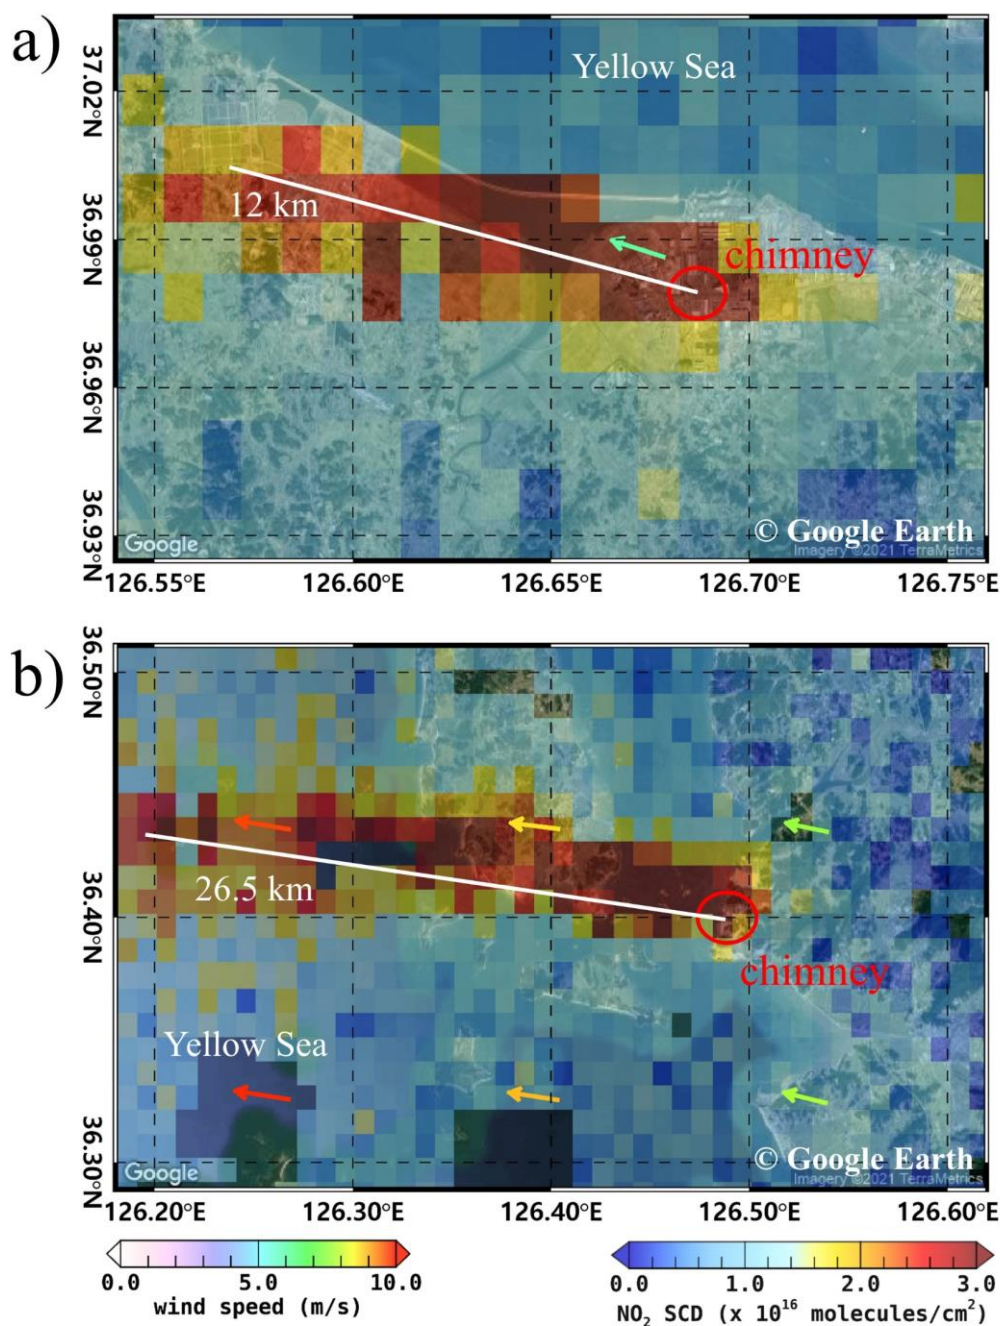 a)
Yellow Sea
37.02°N
36.99°N
36.96°N
36.93°N
12 km
chimney
© Google Earth
Google
Imagery ©2021 TerraMetrics
126.55°E 126.60°E 126.65°E 126.70°E 126.75°E
b)
36.50°N
36.40°N
36.30°N
26.5 km
chimney
Yellow Sea
© Google Earth
Google
Imagery ©2021 TerraMetrics
126.20°E 126.30°E 126.40°E 126.50°E 126.60°E
0.0 5.0 10.0
wind speed (m/s)
0.0 1.0 2.0 3.0
NO₂ SCD (x 10¹⁶ molecules/cm²)